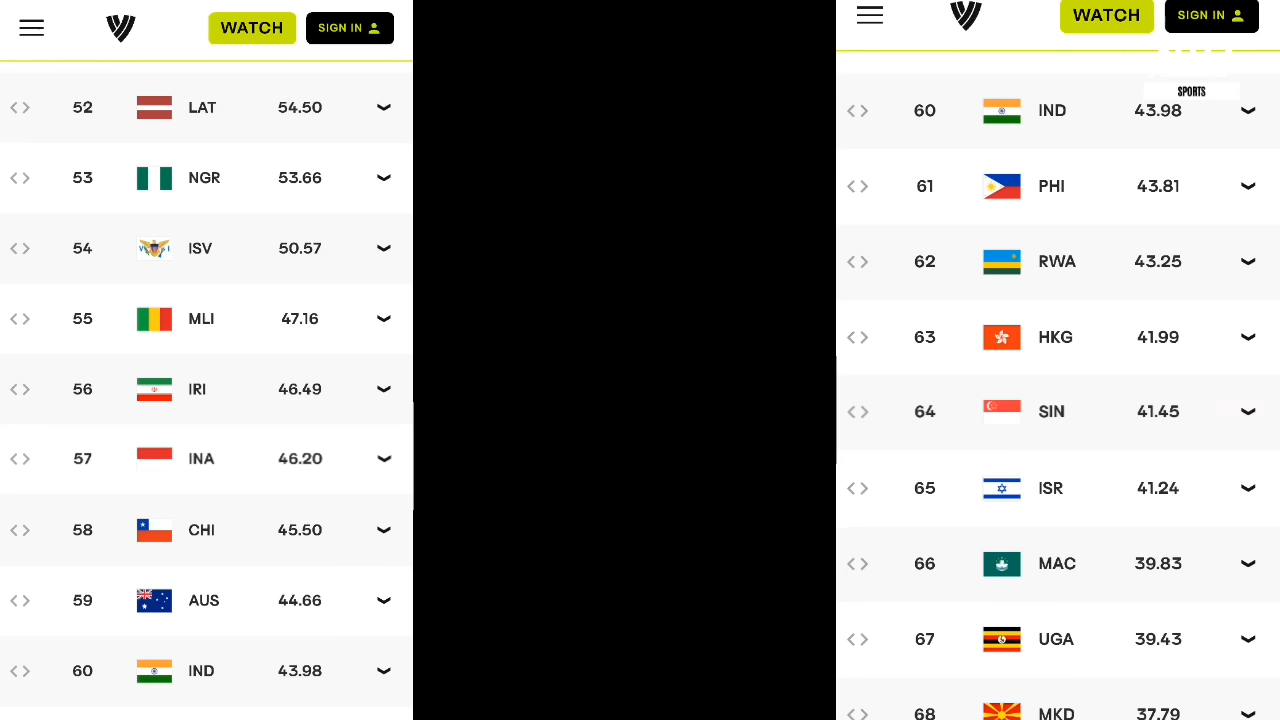 WATCH SIGN IN
52 LAT 54.50
53 NGR 53.66
54 ISV 50.57
55 MLI 47.16
56 IRI 46.49
57 INA 46.20
58 CHI 45.50
59 AUS 44.66
60 IND 43.98
WATCH SIGN IN
SPORTS
60 IND 43.98
61 PHI 43.81
62 RWA 43.25
63 HKG 41.99
64 SIN 41.45
65 ISR 41.24
66 MAC 39.83
67 UGA 39.43
68 MKD 37.79